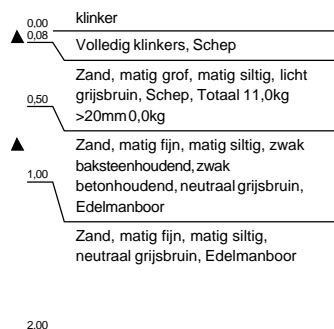 klinker
0,00
0,08
Volledig klinkers, Schep
Zand, matig grof, matig siltig, licht
grijsbruin, Schep, Totaal 11,0kg
>20mm 0,0kg
0,50
Zand, matig fijn, matig siltig, zwak
baksteenhoudend, zwak
betonhoudend, neutraal grijsbruin,
Edelmanboor
1,00
Zand, matig fijn, matig siltig,
neutraal grijsbruin, Edelmanboor
2,00